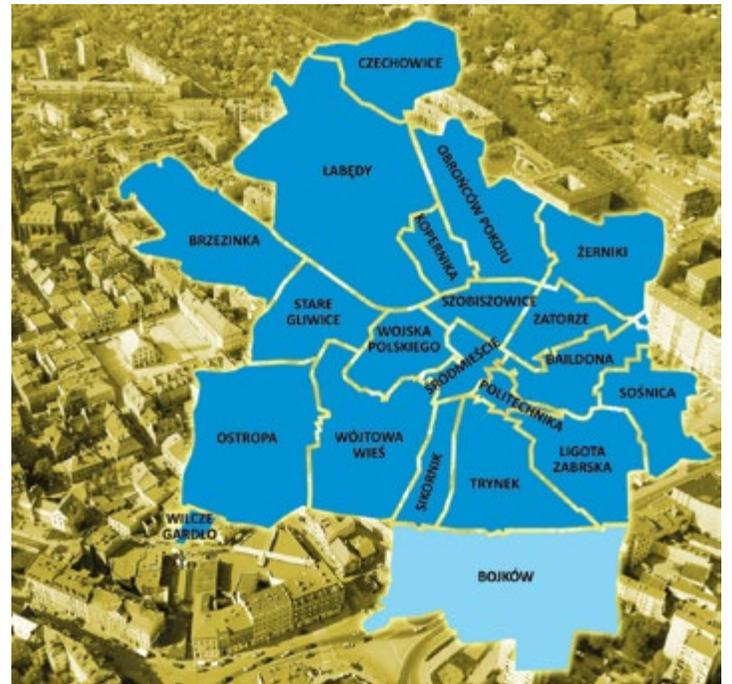 CZECHOWICE
ŁABĘDY
OBROŃCÓW POKOJU
BRZEZINKA
KOPERNIKA
ŻERNIKI
STARE
GLIWICE
SZOBISZOWICE
WOJSKA
POLSKIEGO
ZATORZE
ŚRÓDMIEŚCIE
BAILDONA
POLITECHNIKA
SOŚNICA
OSTROPA
WÓJTOWA
WIEŚ
SIKORNIK
TRYNEK
LIGOTA
ZABRSKA
WILCZE
GARDŁO
BOJKÓW